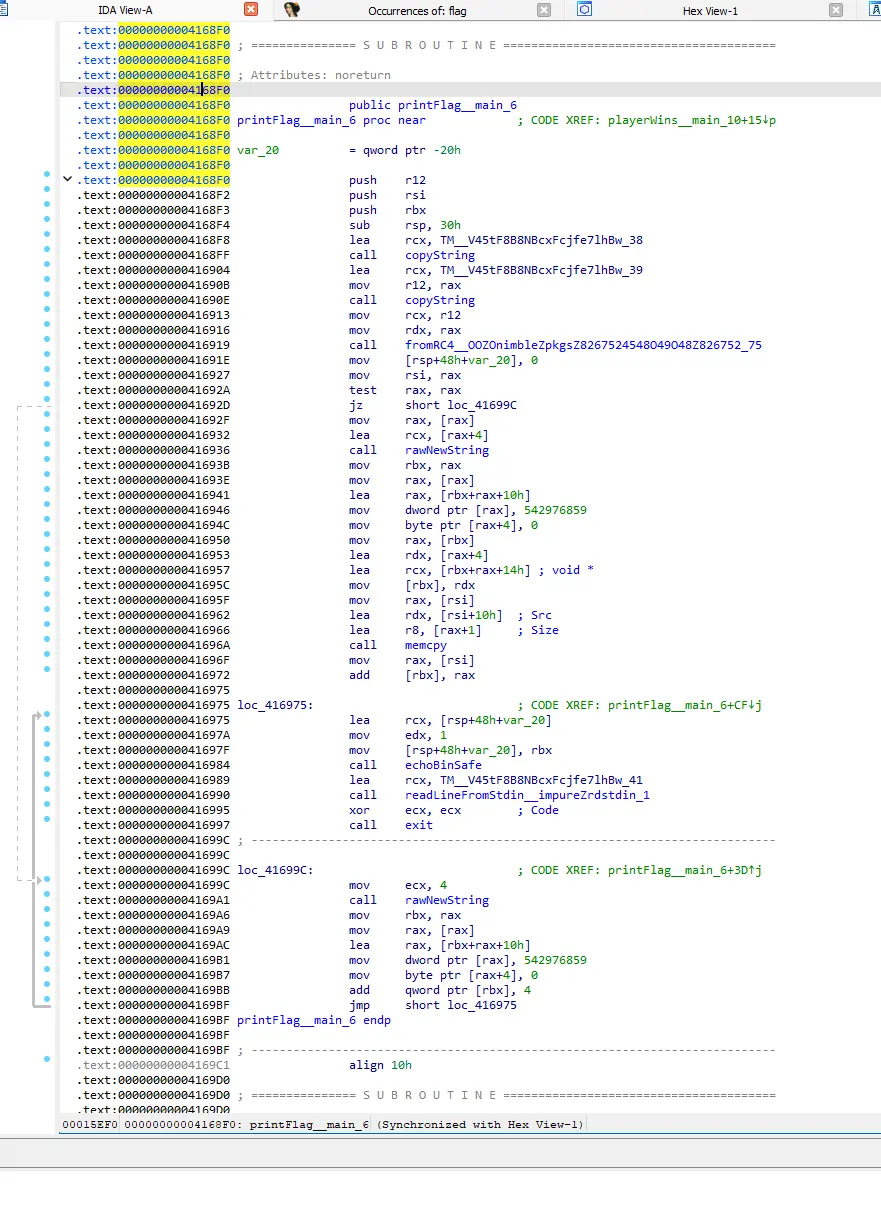 IDA View-A Occurrences of: flag Hex View-1
.text:00000000004168F0
.text:00000000004168F0 ; =============== S U B R O U T I N E =======================================
.text:00000000004168F0
.text:00000000004168F0 ; Attributes: noreturn
.text:00000000004168F0
.text:00000000004168F0 public printFlag__main_6
.text:00000000004168F0 printFlag__main_6 proc near ; CODE XREF: playerWins__main_10+15↓p
.text:00000000004168F0
.text:00000000004168F0 var_20 = qword ptr -20h
.text:00000000004168F0
.text:00000000004168F0 push r12
.text:00000000004168F2 push rsi
.text:00000000004168F3 push rbx
.text:00000000004168F4 sub rsp, 30h
.text:00000000004168F8 lea rcx, TM__V45tF8B8NBcxFcjfe7lhBw_38
.text:00000000004168FF call copyString
.text:0000000000416904 lea rcx, TM__V45tF8B8NBcxFcjfe7lhBw_39
.text:000000000041690B mov r12, rax
.text:000000000041690E call copyString
.text:0000000000416913 mov rcx, r12
.text:0000000000416916 mov rdx, rax
.text:0000000000416919 call fromRC4__OOZOnimbleZpkgsZ8267524548O49O48Z826752_75
.text:000000000041691E mov [rsp+48h+var_20], 0
.text:0000000000416927 mov rsi, rax
.text:000000000041692A test rax, rax
.text:000000000041692D jz short loc_41699C
.text:000000000041692F mov rax, [rax]
.text:0000000000416932 lea rcx, [rax+4]
.text:0000000000416936 call rawNewString
.text:000000000041693B mov rbx, rax
.text:000000000041693E mov rax, [rax]
.text:0000000000416941 lea rax, [rbx+rax+10h]
.text:0000000000416946 mov dword ptr [rax], 542976859
.text:000000000041694C mov byte ptr [rax+4], 0
.text:0000000000416950 mov rax, [rbx]
.text:0000000000416953 lea rdx, [rax+4]
.text:0000000000416957 lea rcx, [rbx+rax+14h] ; void *
.text:000000000041695C mov [rbx], rdx
.text:000000000041695F mov rax, [rsi]
.text:0000000000416962 lea rdx, [rsi+10h] ; Src
.text:0000000000416966 lea r8, [rax+1] ; Size
.text:000000000041696A call memcpy
.text:000000000041696F mov rax, [rsi]
.text:0000000000416972 add [rbx], rax
.text:0000000000416975
.text:0000000000416975 loc_416975: ; CODE XREF: printFlag__main_6+CF↓j
.text:0000000000416975 lea rcx, [rsp+48h+var_20]
.text:000000000041697A mov edx, 1
.text:000000000041697F mov [rsp+48h+var_20], rbx
.text:0000000000416984 call echoBinSafe
.text:0000000000416989 lea rcx, TM__V45tF8B8NBcxFcjfe7lhBw_41
.text:0000000000416990 call readLineFromStdin__impureZrdstdin_1
.text:0000000000416995 xor ecx, ecx ; Code
.text:0000000000416997 call exit
.text:000000000041699C ; ---------------------------------------------------------------------------
.text:000000000041699C
.text:000000000041699C loc_41699C: ; CODE XREF: printFlag__main_6+3D↑j
.text:000000000041699C mov ecx, 4
.text:00000000004169A1 call rawNewString
.text:00000000004169A6 mov rbx, rax
.text:00000000004169A9 mov rax, [rax]
.text:00000000004169AC lea rax, [rbx+rax+10h]
.text:00000000004169B1 mov dword ptr [rax], 542976859
.text:00000000004169B7 mov byte ptr [rax+4], 0
.text:00000000004169BB add qword ptr [rbx], 4
.text:00000000004169BF jmp short loc_416975
.text:00000000004169BF printFlag__main_6 endp
.text:00000000004169BF
.text:00000000004169BF ; ---------------------------------------------------------------------------
.text:00000000004169C1 align 10h
.text:00000000004169D0
.text:00000000004169D0 ; =============== S U B R O U T I N E =======================================
.text:00000000004169D0
00015EF0 00000000004168F0: printFlag__main_6 (Synchronized with Hex View-1)